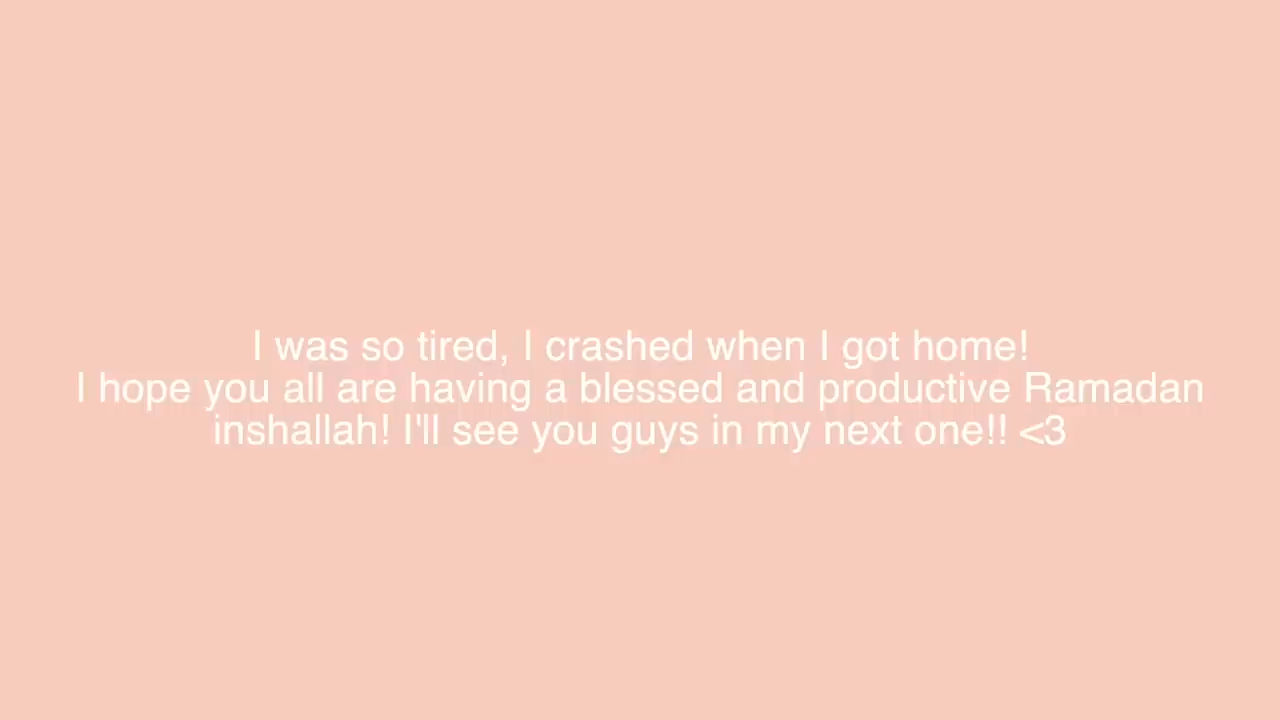 I was so tired, I crashed when I got home!
I hope you all are having a blessed and productive Ramadan
inshallah! I'll see you guys in my next one!! <3